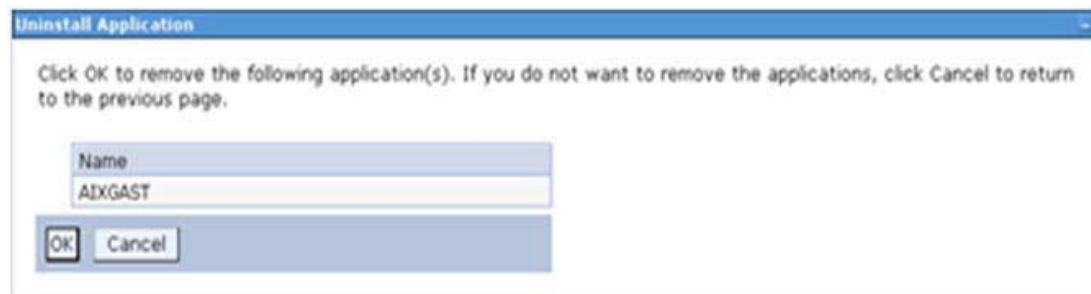 Uninstall Application
Click OK to remove the following application(s). If you do not want to remove the applications, click Cancel to return
to the previous page.
Name
AIXGAST
OK Cancel